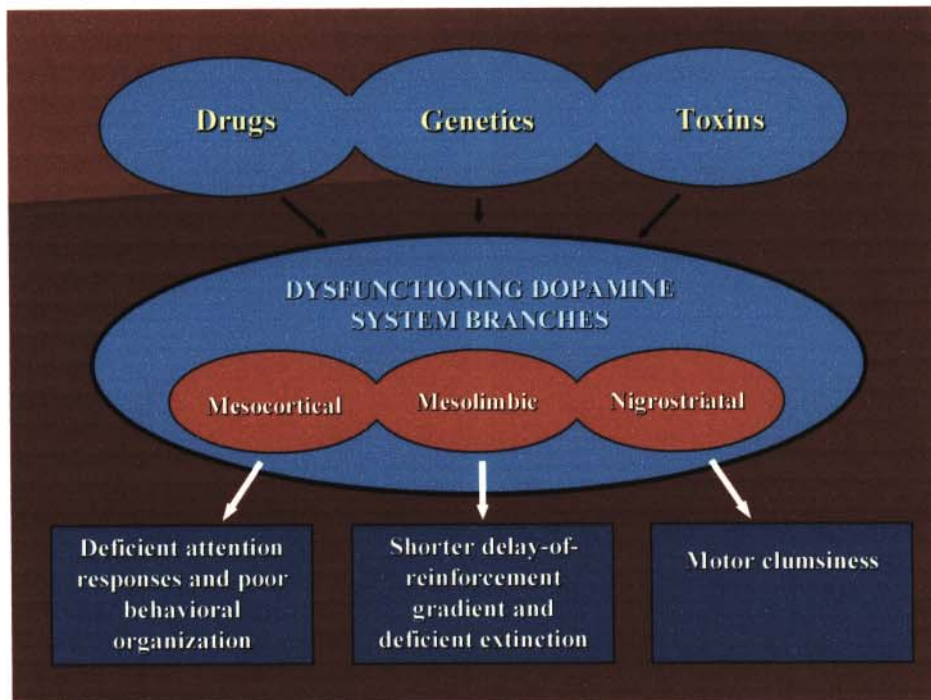 Drugs
Genetics
Toxins
DYSFUNCTIONING DOPAMINE
SYSTEM BRANCHES
Mesocortical
Mesolimbic
Nigrostriatal
Deficient attention
responses and poor
behavioral
organization
Shorter delay-of-
reinforcement
gradient and
deficient extinction
Motor clumsiness